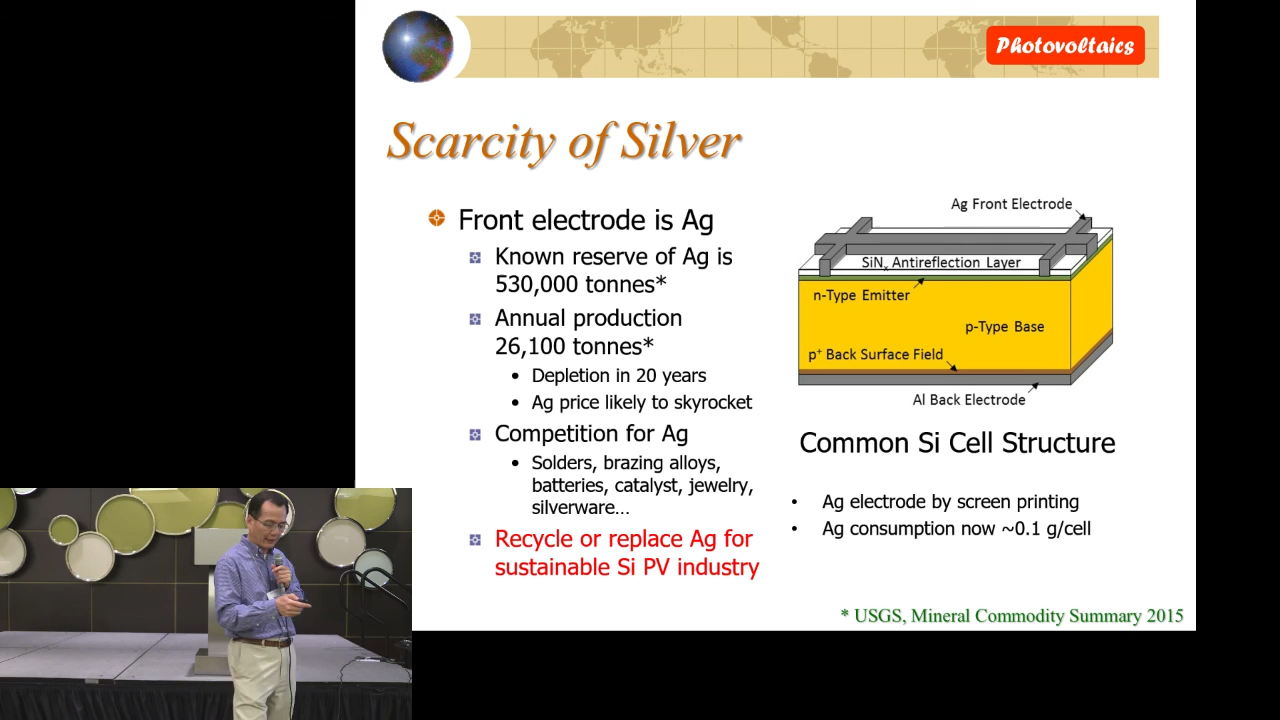 Photovoltaics
Scarcity of Silver
Front electrode is Ag
Known reserve of Ag is
530,000 tonnes*
Annual production
26,100 tonnes*
• Depletion in 20 years
• Ag price likely to skyrocket
Competition for Ag
• Solders, brazing alloys,
batteries, catalyst, jewelry,
silverware…
Recycle or replace Ag for
sustainable Si PV industry
Ag Front Electrode
SiNx Antireflection Layer
n-Type Emitter
p-Type Base
p⁺ Back Surface Field
Al Back Electrode
Common Si Cell Structure
• Ag electrode by screen printing
• Ag consumption now ~0.1 g/cell
* USGS, Mineral Commodity Summary 2015